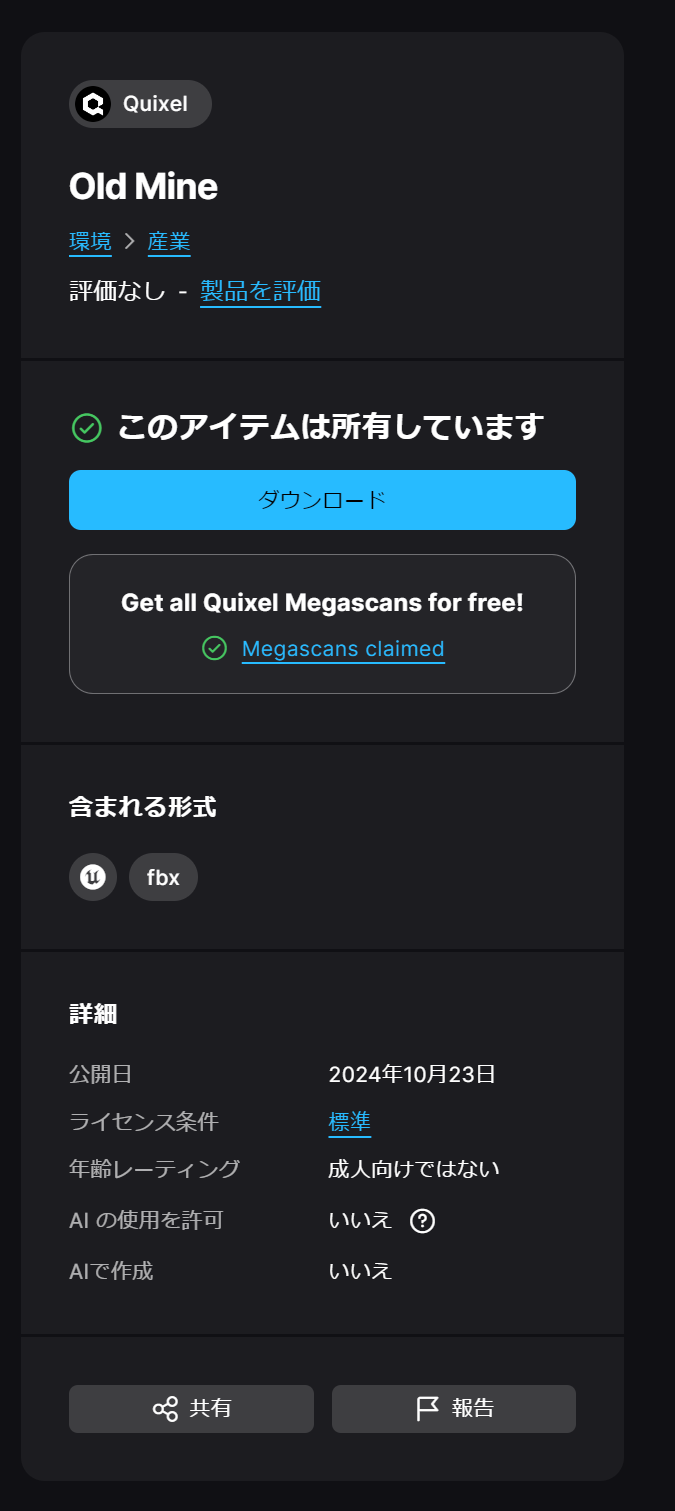 Quixel
Old Mine
環境 > 産業
評価なし - 製品を評価
このアイテムは所有しています
ダウンロード
Get all Quixel Megascans for free!
Megascans claimed
含まれる形式
fbx
詳細
公開日 2024年10月23日
ライセンス条件 標準
年齢レーティング 成人向けではない
AI の使用を許可 いいえ ?
AIで作成 いいえ
共有 報告